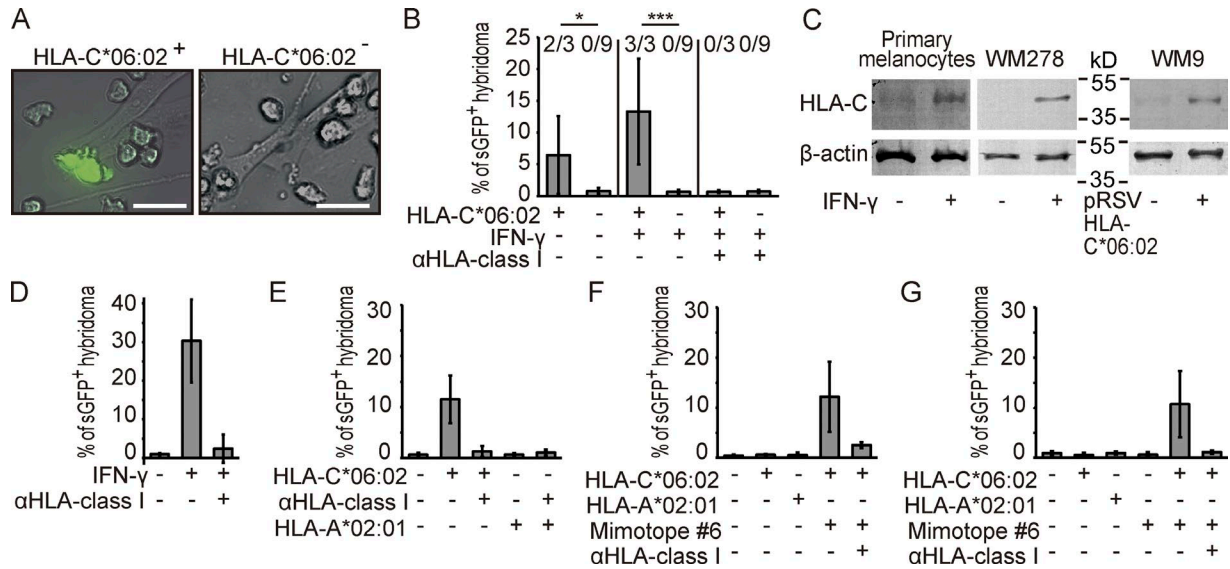 A
HLA-C*06:02 +
HLA-C*06:02 -
B
* ***
2/3 0/9 3/3 0/9 0/3 0/9
% of sGFP+ hybridoma
25
20
15
10
5
0
HLA-C*06:02 + - + - + -
IFN-γ - - + + + +
αHLA-class I - - - - + +
C
Primary melanocytes WM278 kD WM9
HLA-C
55
35
β-actin
55
35
IFN-γ - + - + pRSV HLA-C*06:02 - +
D
% of sGFP+ hybridoma
40
30
20
10
0
IFN-γ - + +
αHLA-class I - - +
E
% of sGFP+ hybridoma
30
20
10
0
HLA-C*06:02 - + + - -
αHLA-class I - - + - +
HLA-A*02:01 - - - + +
F
% of sGFP+ hybridoma
30
20
10
0
HLA-C*06:02 - + - + +
HLA-A*02:01 - - + - -
Mimotope #6 - - - + +
αHLA-class I - - - - +
G
% of sGFP+ hybridoma
30
20
10
0
HLA-C*06:02 - + - - + +
HLA-A*02:01 - - + - - -
Mimotope #6 - - - + + +
αHLA-class I - - - - - +